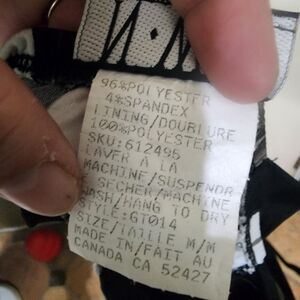 N•N
96%POLYESTER
4%SPANDEX
LINING/DOUBLURE
100%POLYESTER
SKU:612496
LAVER A LA
MACHINE/SUSPENDR
SECHER/MACHINE
WASH/HANG TO DRY
STYLE:GT014
SIZE/TAILLE M/M
MADE IN/FAIT AU
CANADA CA 52427